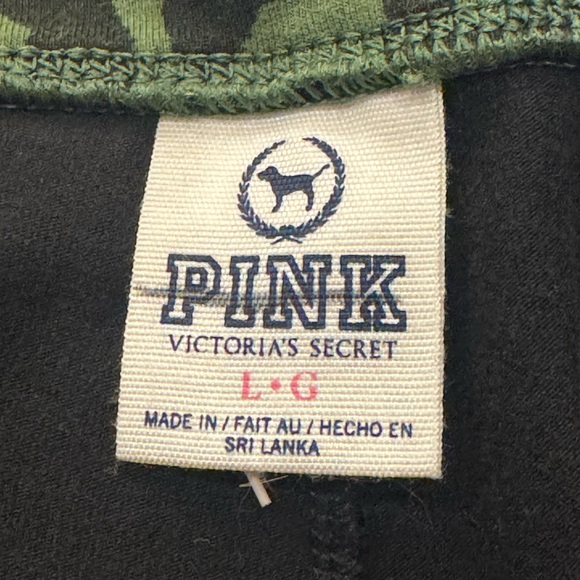 PINK
VICTORIA'S SECRET
L•G
MADE IN / FAIT AU / HECHO EN
SRI LANKA